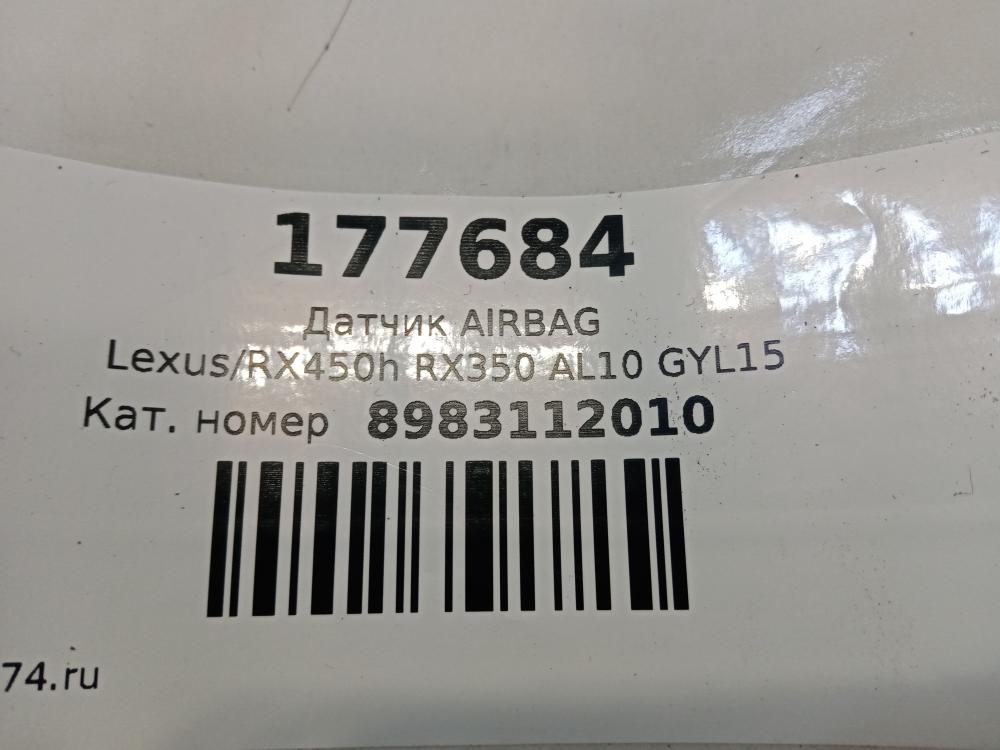 177684
Датчик AIRBAG
Lexus/RX450h RX350 AL10 GYL15
Кат. номер 8983112010
74.ru